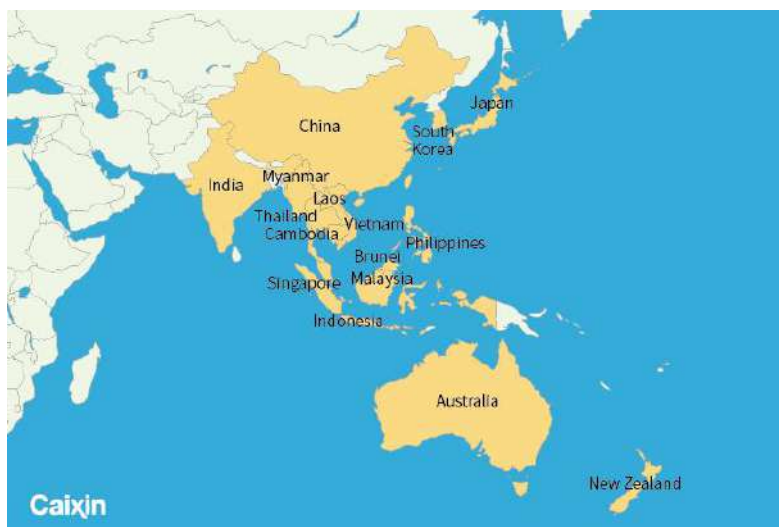 Japan
China
South
Korea
India
Myanmar
Laos
Thailand
Vietnam
Cambodia
Philippines
Brunei
Malaysia
Singapore
Indonesia
Australia
New Zealand
Caixin